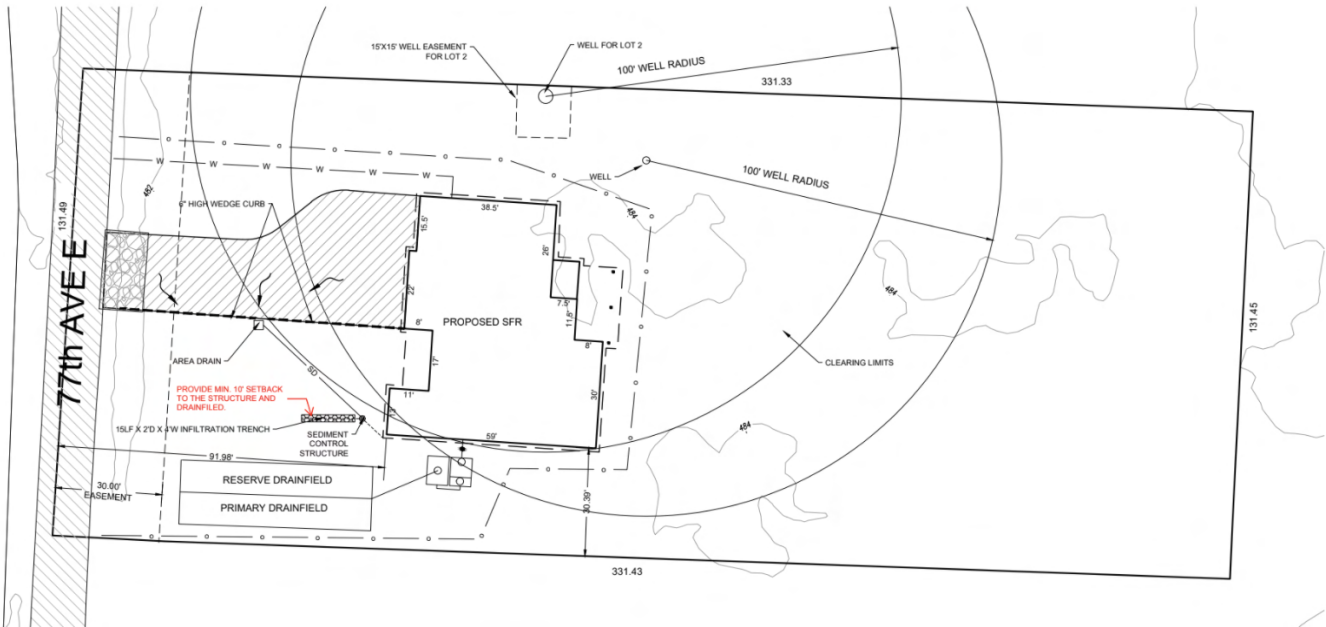 15'X15' WELL EASEMENT
FOR LOT 2
WELL FOR LOT 2
100' WELL RADIUS
331.33
W
W
W
W
W
WELL
100' WELL RADIUS
482
484
6" HIGH WEDGE CURB
38.5'
15.5'
26'
131.49
77th AVE E
22'
7.5'
11.5'
8'
PROPOSED SFR
8'
17'
30'
484
131.45
CLEARING LIMITS
AREA DRAIN
SD
PROVIDE MIN. 10' SETBACK
TO THE STRUCTURE AND
DRAINFILED.
11'
15LF X 2'D X 4'W INFILTRATION TRENCH
SEDIMENT
CONTROL
STRUCTURE
59'
484
91.98'
RESERVE DRAINFIELD
PRIMARY DRAINFIELD
30.00'
EASEMENT
30.39'
331.43